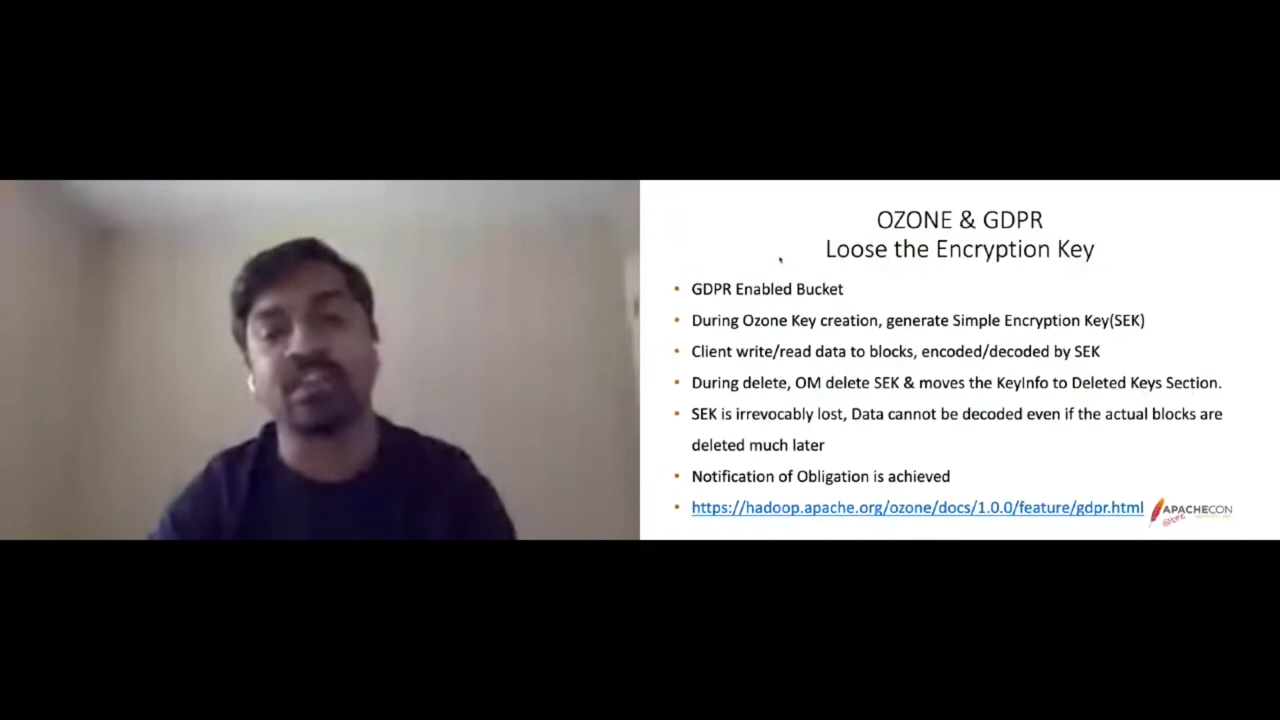 OZONE & GDPR
Loose the Encryption Key
• GDPR Enabled Bucket
• During Ozone Key creation, generate Simple Encryption Key(SEK)
• Client write/read data to blocks, encoded/decoded by SEK
• During delete, OM delete SEK & moves the KeyInfo to Deleted Keys Section.
• SEK is irrevocably lost, Data cannot be decoded even if the actual blocks are
deleted much later
• Notification of Obligation is achieved
• https://hadoop.apache.org/ozone/docs/1.0.0/feature/gdpr.html
APACHECON
@Home